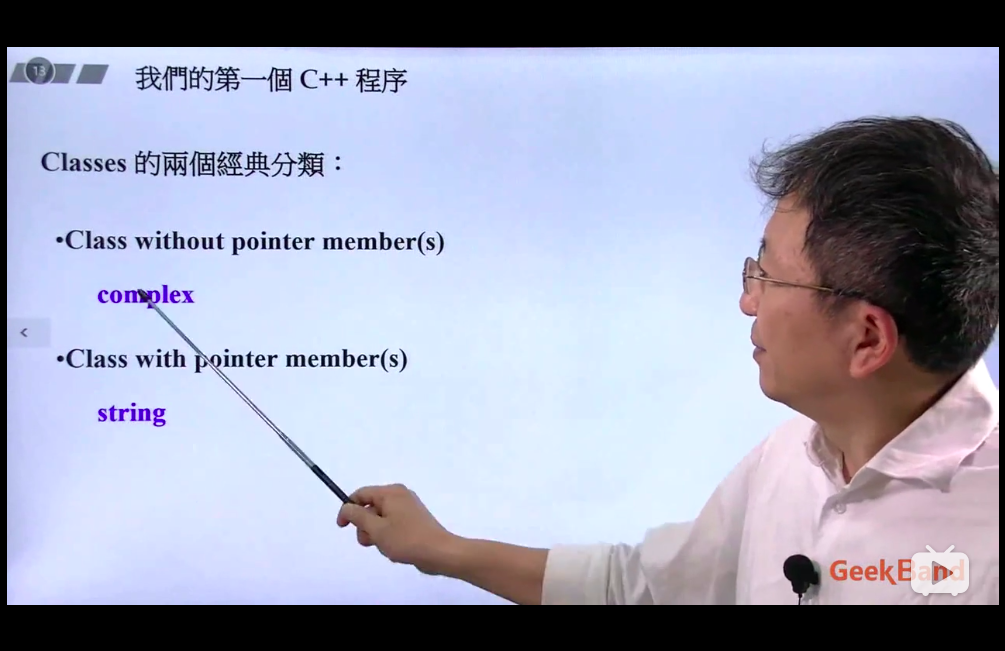 13
我們的第一個 C++ 程序
Classes 的兩個經典分類：
•Class without pointer member(s)
complex
•Class with pointer member(s)
string
GeekBand